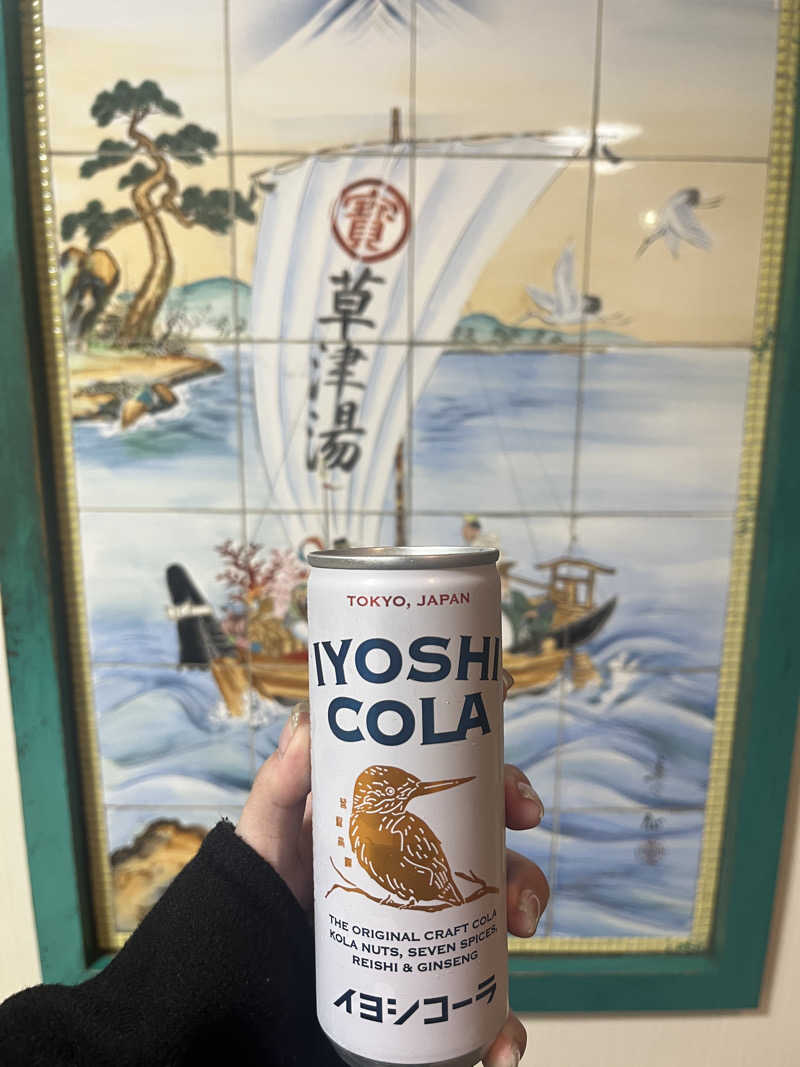 寳
草津湯
TOKYO, JAPAN
IYOSHI
COLA
THE ORIGINAL CRAFT COLA
KOLA NUTS, SEVEN SPICES,
REISHI & GINSENG
イヨシコーラ